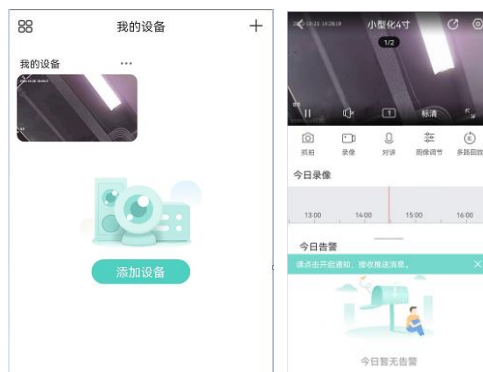 我的设备
我的设备
添加设备
小型化4寸
1/2
标清
抓拍
录像
对讲
图像调节
多路回放
今日录像
13:00
14:00
15:00
16:00
今日告警
请点击开启通知，接收推送消息。
今日暂无告警